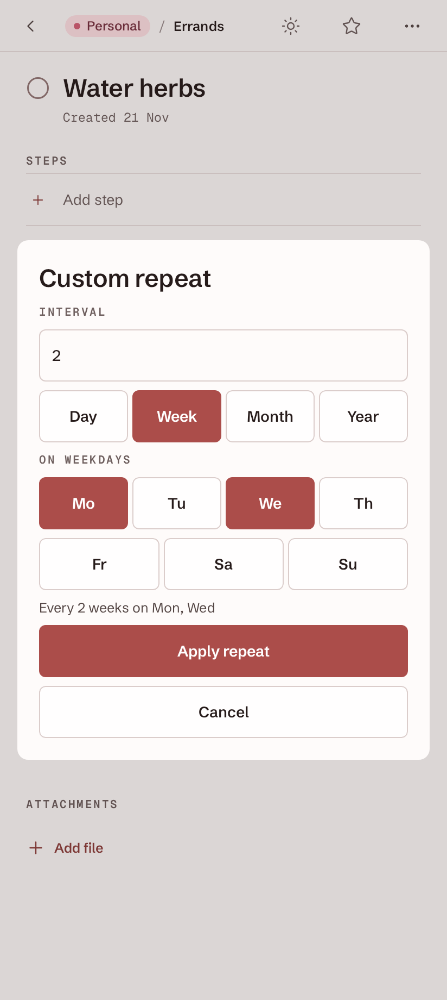 Personal / Errands
Water herbs
Created 21 Nov
STEPS
+ Add step
Custom repeat
INTERVAL
2
Day Week Month Year
ON WEEKDAYS
Mo Tu We Th
Fr Sa Su
Every 2 weeks on Mon, Wed
Apply repeat
Cancel
ATTACHMENTS
+ Add file